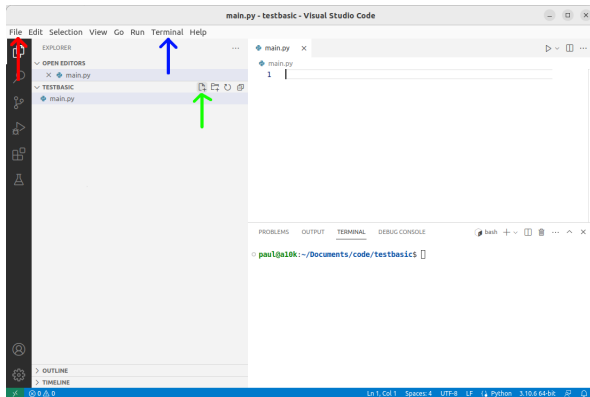 main.py - testbasic - Visual Studio Code
File Edit Selection View Go Run Terminal Help
EXPLORER
OPEN EDITORS
main.py
TESTBASIC
main.py
OUTLINE
TIMELINE
main.py
main.py
1
PROBLEMS OUTPUT TERMINAL DEBUG CONSOLE bash
paul@a10k:~/Documents/code/testbasic$
0 0 Ln 1, Col 1 Spaces: 4 UTF-8 LF Python 3.10.6 64-bit